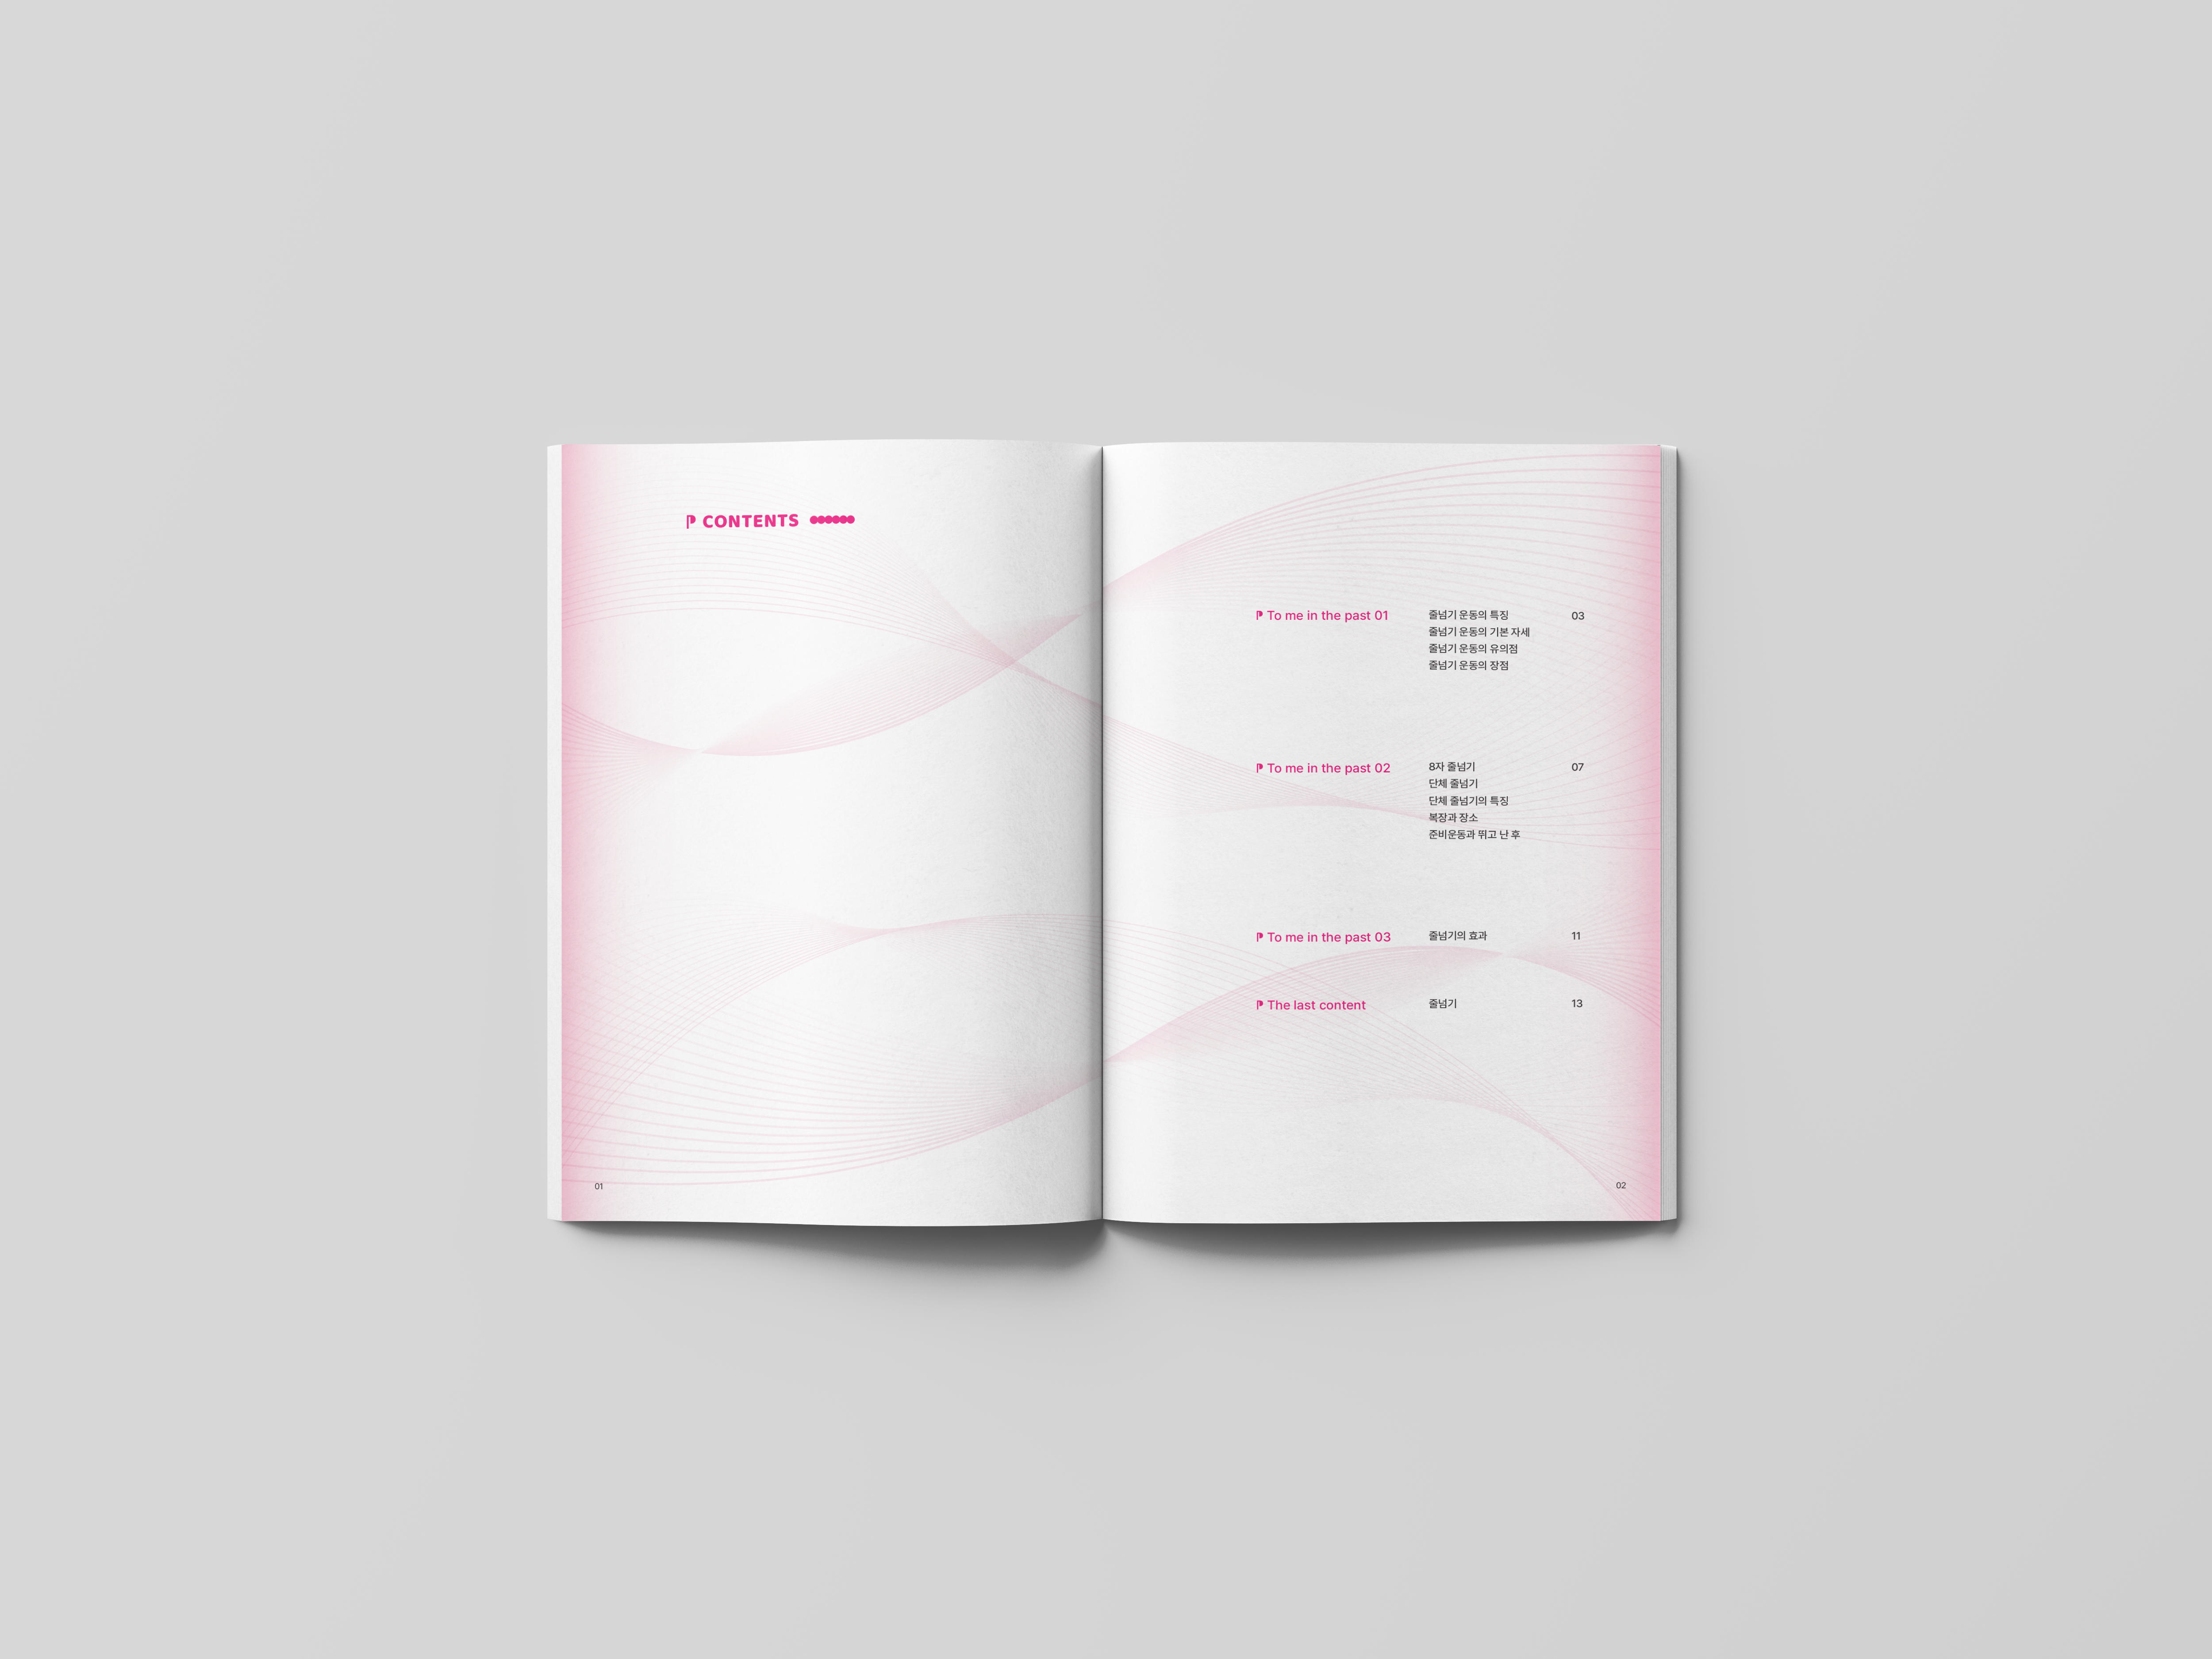 CONTENTS
To me in the past 01
줄넘기 운동의 특징
03
줄넘기 운동의 기본 자세
줄넘기 운동의 유의점
줄넘기 운동의 장점
To me in the past 02
8자 줄넘기
07
단체 줄넘기
단체 줄넘기의 특징
복장과 장소
준비운동과 뛰고 난 후
To me in the past 03
줄넘기의 효과
11
The last content
줄넘기
13
01
02